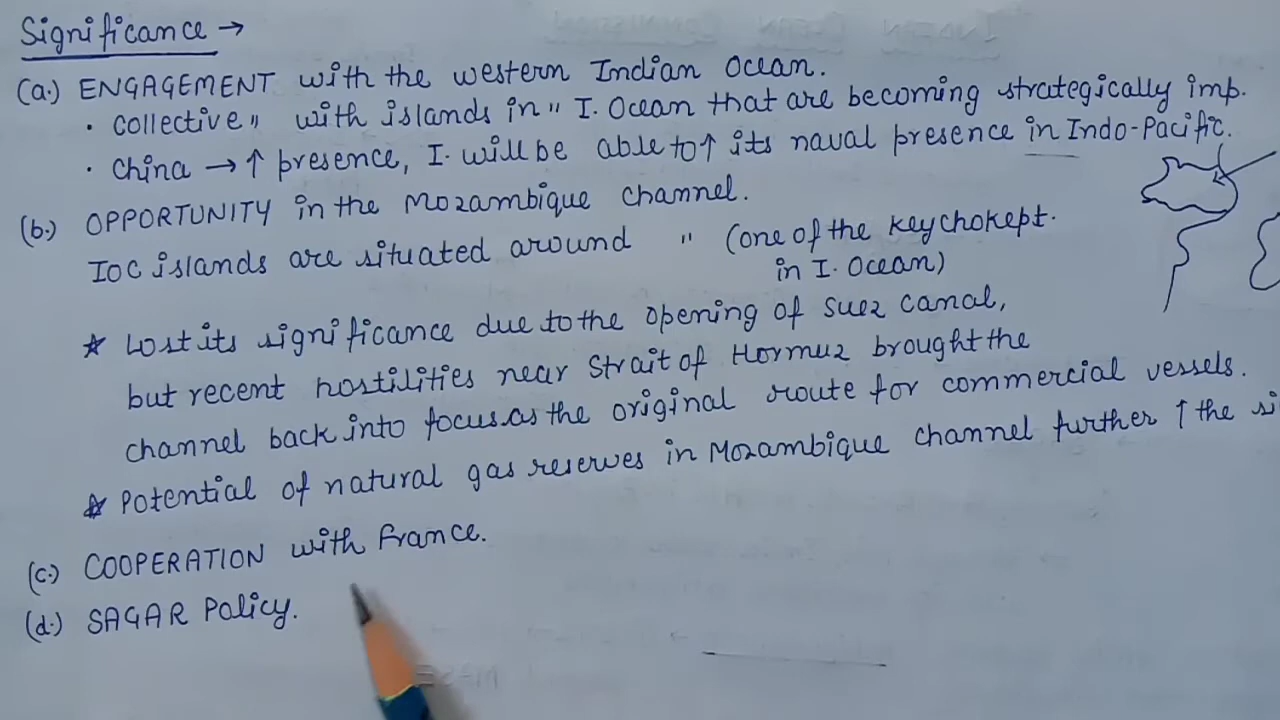 Significance →
(a.) ENGAGEMENT with the western Indian Ocean.
• collective " with islands in " I. Ocean that are becoming strategically imp.
• China → ↑ presence, I. will be able to ↑ its naval presence in Indo-Pacific.
(b.) OPPORTUNITY in the Mozambique Channel.
IOC islands are situated around " (one of the key chokept.
in I. Ocean)
★ Lost its significance due to the opening of Suez Canal,
but recent hostilities near Strait of Hormuz brought the
channel back into focus as the original route for commercial vessels.
★ Potential of natural gas reserves in Mozambique channel further ↑ the si
(c.) COOPERATION with France.
(d.) SAGAR Policy.